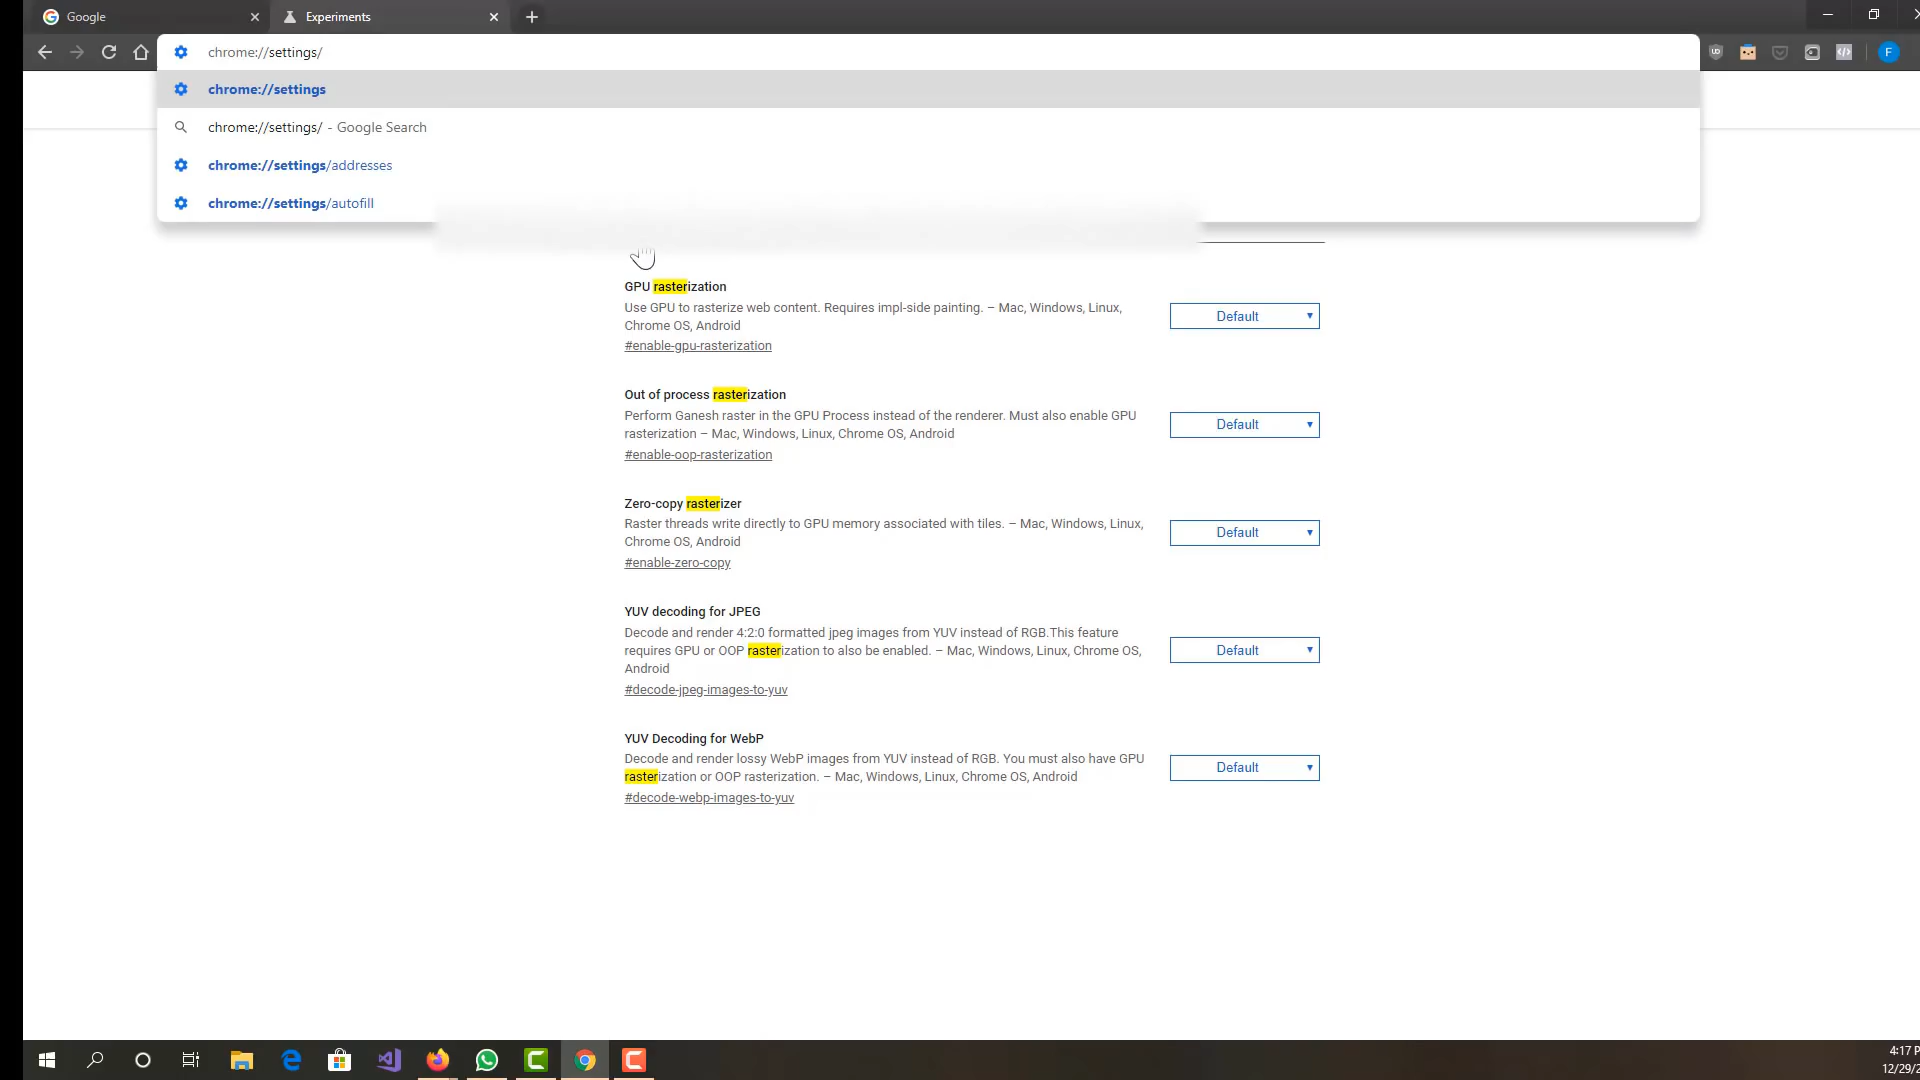 Google
Experiments
chrome://settings/
F
chrome://settings
chrome://settings/ - Google Search
chrome://settings/addresses
chrome://settings/autofill
GPU rasterization
Use GPU to rasterize web content. Requires impl-side painting. – Mac, Windows, Linux,
Chrome OS, Android
#enable-gpu-rasterization
Default
Out of process rasterization
Perform Ganesh raster in the GPU Process instead of the renderer. Must also enable GPU
rasterization – Mac, Windows, Linux, Chrome OS, Android
#enable-oop-rasterization
Default
Zero-copy rasterizer
Raster threads write directly to GPU memory associated with tiles. – Mac, Windows, Linux,
Chrome OS, Android
#enable-zero-copy
Default
YUV decoding for JPEG
Decode and render 4:2:0 formatted jpeg images from YUV instead of RGB.This feature
requires GPU or OOP rasterization to also be enabled. – Mac, Windows, Linux, Chrome OS,
Android
#decode-jpeg-images-to-yuv
Default
YUV Decoding for WebP
Decode and render lossy WebP images from YUV instead of RGB. You must also have GPU
rasterization or OOP rasterization. – Mac, Windows, Linux, Chrome OS, Android
#decode-webp-images-to-yuv
Default
4:17 P
12/29/2